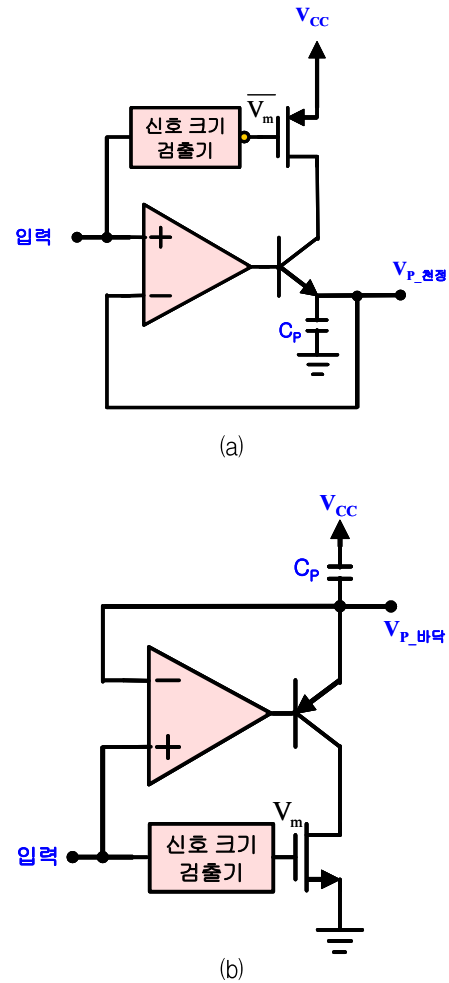 V_CC
V̅_m̅
신호 크기
검출기
입력
+
−
V_P_천정
C_P
(a)
V_CC
C_P
V_P_바닥
−
+
V_m
입력
신호 크기
검출기
(b)